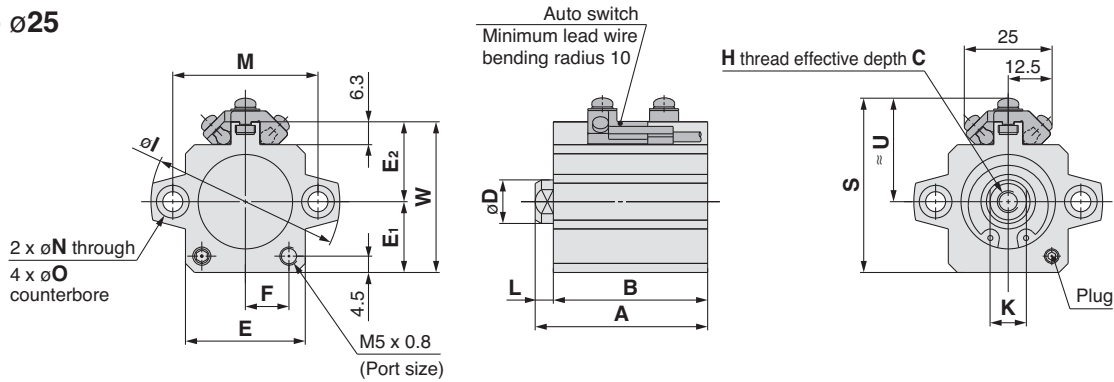 ø25
M
6.3
øI
E2
W
E1
2 x øN through
4 x øO
counterbore
F
4.5
E
M5 x 0.8
(Port size)
Auto switch
Minimum lead wire
bending radius 10
øD
L
B
A
25
H thread effective depth C
12.5
S
≈ U
K
Plug